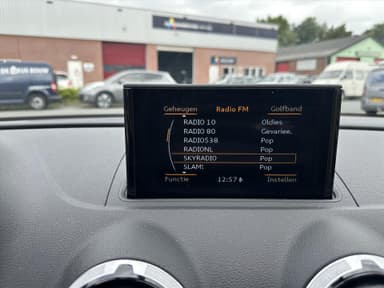 Geheugen Radio FM Golfband
RADIO 10 Oldies
RADIO 80 Gevariee.
RADIO538 Pop
RADIONL Pop
SKYRADIO Pop
SLAM! Pop
Functie 12:57 Instellen